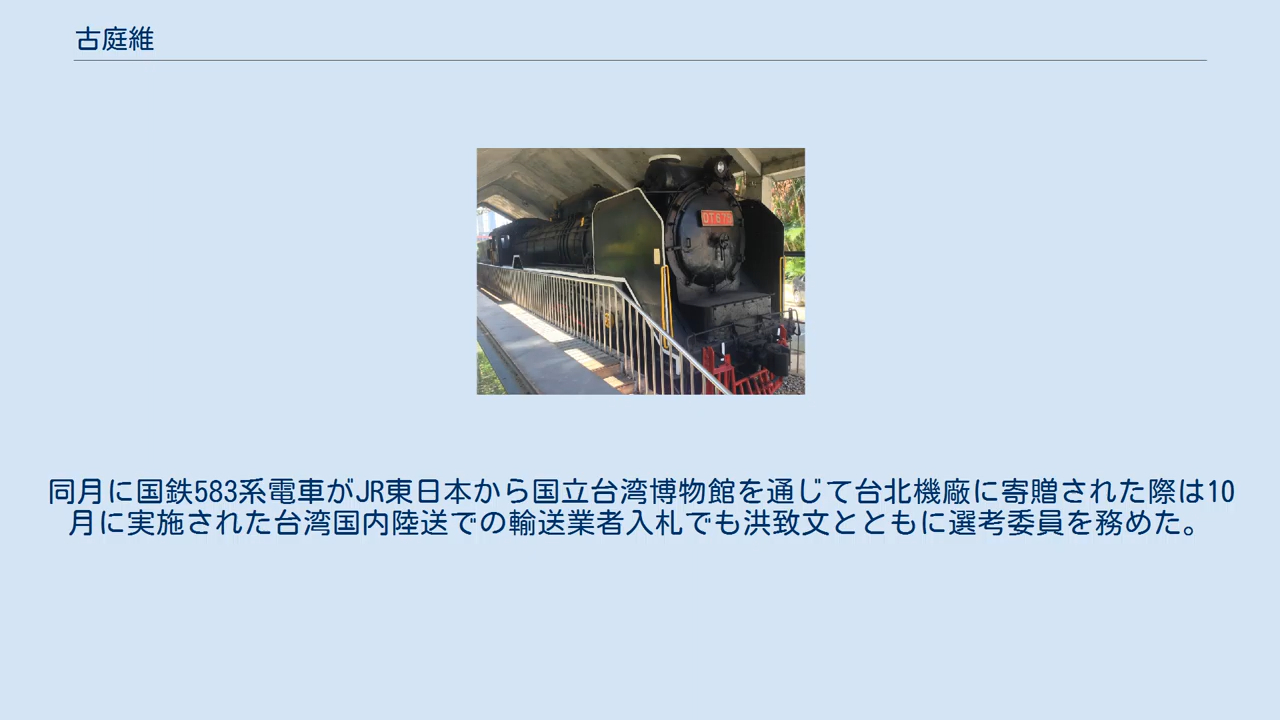 古庭維
DT675
同月に国鉄583系電車がJR東日本から国立台湾博物館を通じて台北機廠に寄贈された際は10
月に実施された台湾国内陸送での輸送業者入札でも洪致文とともに選考委員を務めた。